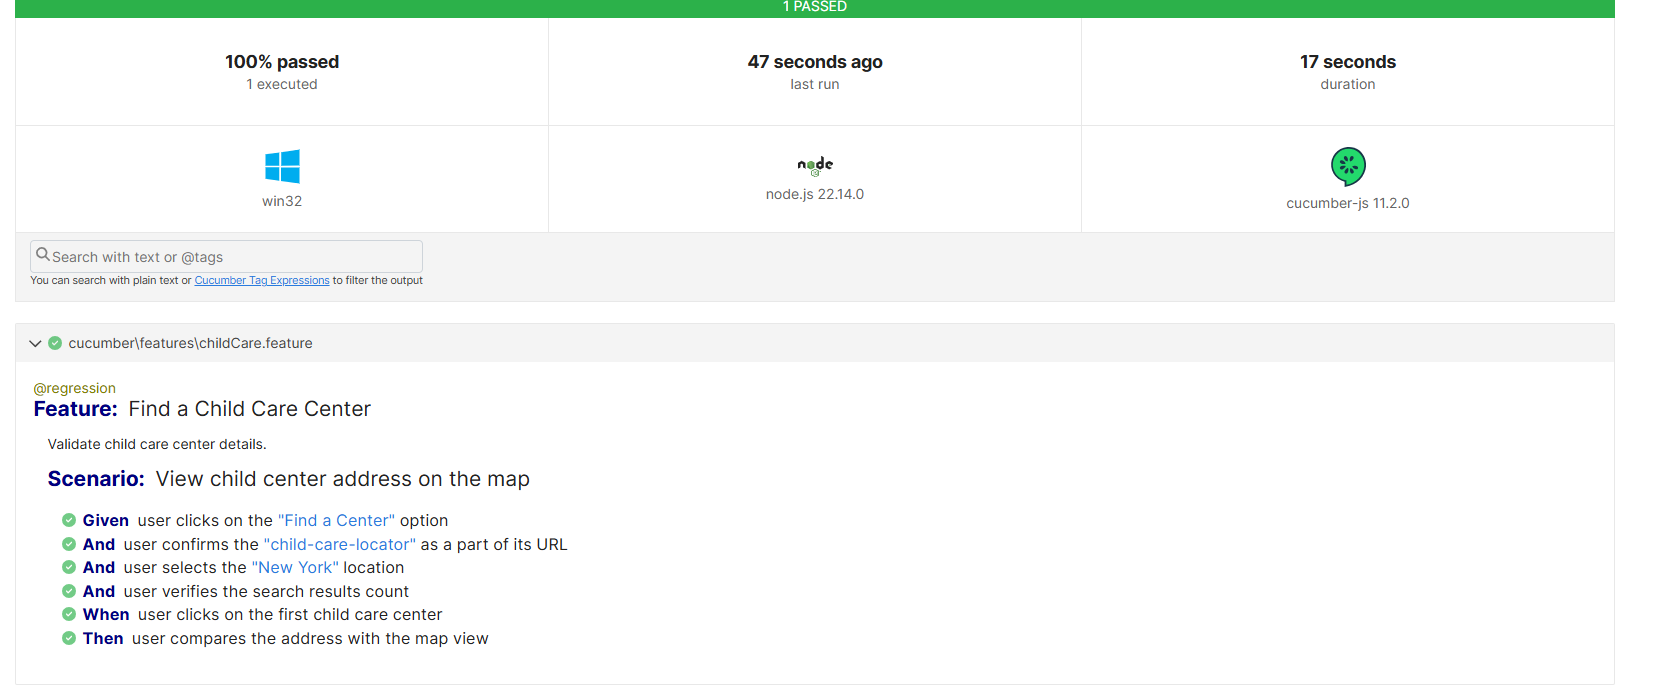 1 PASSED
100% passed
1 executed
47 seconds ago
last run
17 seconds
duration
win32
node
node.js 22.14.0
cucumber-js 11.2.0
Search with text or @tags
You can search with plain text or Cucumber Tag Expressions to filter the output
cucumber\features\childCare.feature
@regression
Feature: Find a Child Care Center
Validate child care center details.
Scenario: View child center address on the map
Given user clicks on the "Find a Center" option
And user confirms the "child-care-locator" as a part of its URL
And user selects the "New York" location
And user verifies the search results count
When user clicks on the first child care center
Then user compares the address with the map view